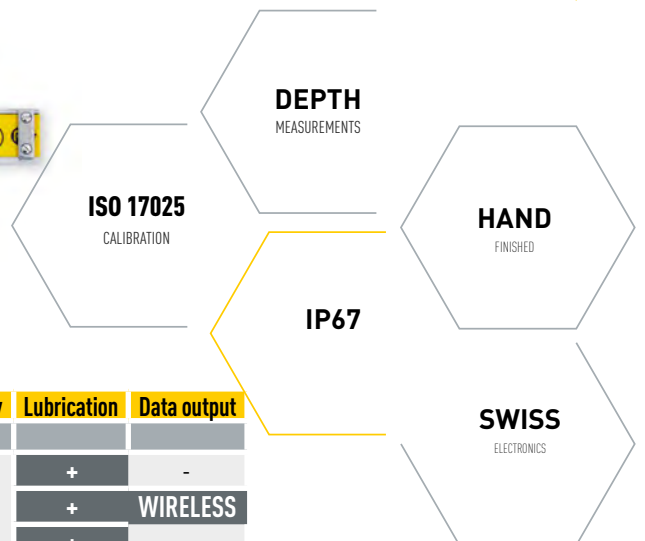 DEPTH
MEASUREMENTS
ISO 17025
CALIBRATION
HAND
FINISHED
IP67
SWISS
ELECTRONICS
Lubrication Data output
+ -
+ WIRELESS
+